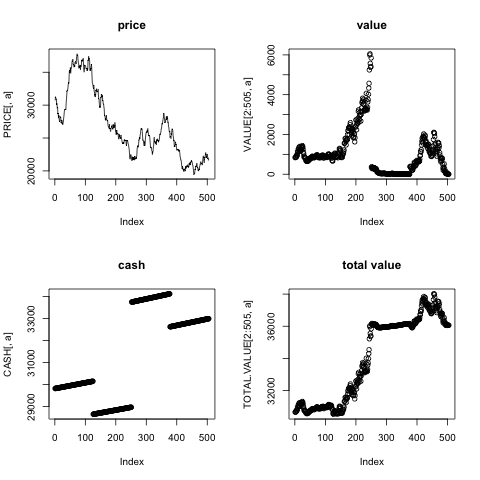 price
PRICE[, a]
20000 30000
0 100 200 300 400 500
Index
value
VALUE[2:505, a]
0 2000 4000 6000
0 100 200 300 400 500
Index
cash
CASH[, a]
29000 31000 33000
0 100 200 300 400 500
Index
total value
TOTAL.VALUE[2:505, a]
32000 36000
0 100 200 300 400 500
Index